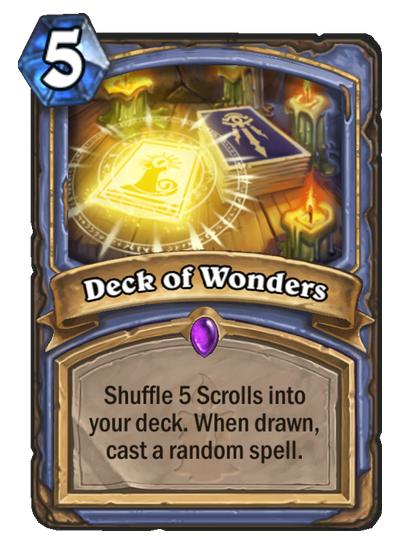 5
Deck of Wonders
Shuffle 5 Scrolls into
your deck. When drawn,
cast a random spell.